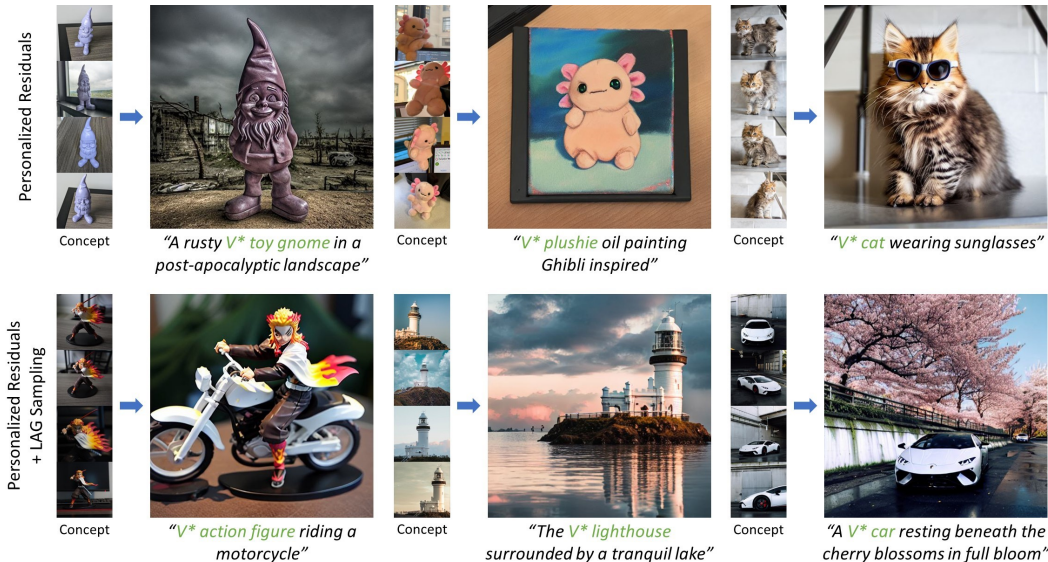 Personalized Residuals
Concept
"A rusty V* toy gnome in a
post-apocalyptic landscape"
Concept
"V* plushie oil painting
Ghibli inspired"
Concept
"V* cat wearing sunglasses"
Personalized Residuals
+ LAG Sampling
Concept
"V* action figure riding a
motorcycle"
Concept
"The V* lighthouse
surrounded by a tranquil lake"
Concept
"A V* car resting beneath the
cherry blossoms in full bloom"